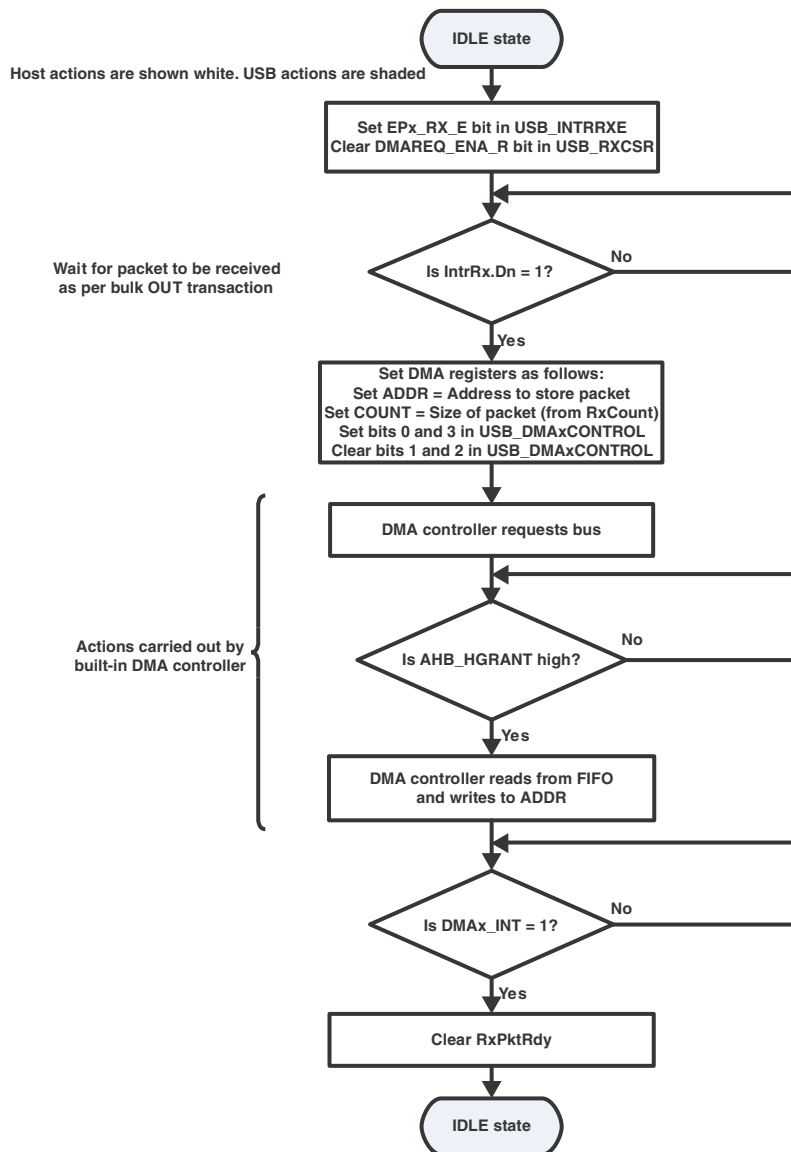 IDLE state
Host actions are shown white. USB actions are shaded
Set EPx_RX_E bit in USB_INTRRXE
Clear DMAREQ_ENA_R bit in USB_RXCSR
Wait for packet to be received
as per bulk OUT transaction
Is IntrRx.Dn = 1?
No
Yes
Set DMA registers as follows:
Set ADDR = Address to store packet
Set COUNT = Size of packet (from RxCount)
Set bits 0 and 3 in USB_DMAxCONTROL
Clear bits 1 and 2 in USB_DMAxCONTROL
DMA controller requests bus
Actions carried out by
built-in DMA controller
Is AHB_HGRANT high?
No
Yes
DMA controller reads from FIFO
and writes to ADDR
Is DMAx_INT = 1?
No
Yes
Clear RxPktRdy
IDLE state